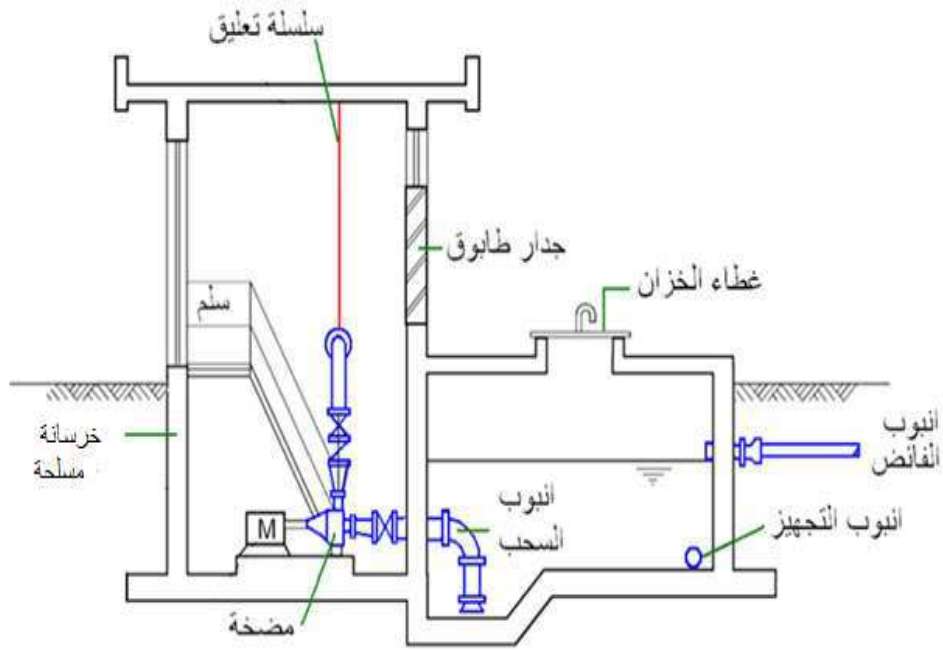 سلسلة تعليق
جدار طابوق
غطاء الخزان
سلم
انبوب
الفائض
خرسانة
مسلحة
انبوب
السحب
انبوب التجهيز
M
مضخة